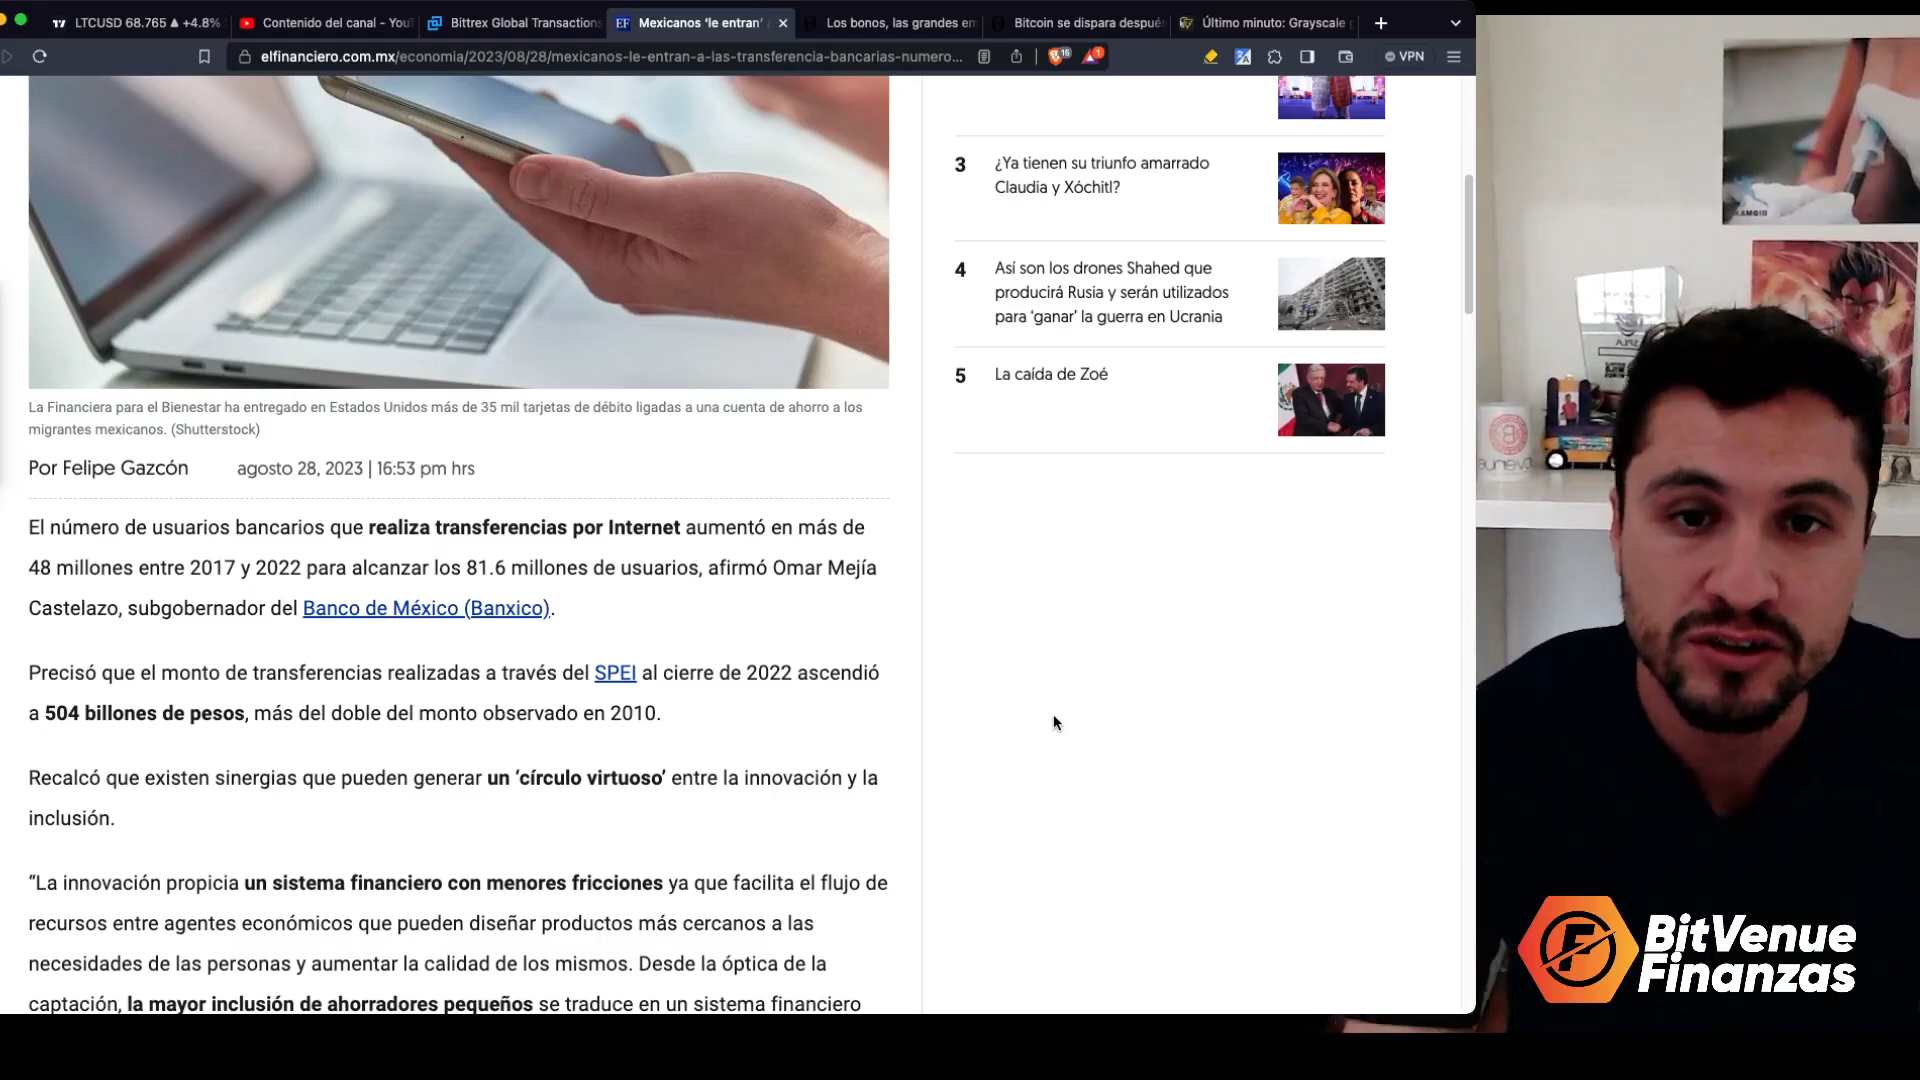 LTCUSD 68.765 ▲ +4.8%
Contenido del canal - You
Bittrex Global Transactions
EF
Mexicanos ‘le entran’
Los bonos, las grandes em
Bitcoin se dispara despué
Último minuto: Grayscale
elfinanciero.com.mx/economia/2023/08/28/mexicanos-le-entran-a-las-transferencia-bancarias-numero...
16
1
VPN
La Financiera para el Bienestar ha entregado en Estados Unidos más de 35 mil tarjetas de débito ligadas a una cuenta de ahorro a los
migrantes mexicanos. (Shutterstock)
Por Felipe Gazcón
agosto 28, 2023 | 16:53 pm hrs
El número de usuarios bancarios que realiza transferencias por Internet aumentó en más de
48 millones entre 2017 y 2022 para alcanzar los 81.6 millones de usuarios, afirmó Omar Mejía
Castelazo, subgobernador del Banco de México (Banxico).
Precisó que el monto de transferencias realizadas a través del SPEI al cierre de 2022 ascendió
a 504 billones de pesos, más del doble del monto observado en 2010.
Recalcó que existen sinergias que pueden generar un ‘círculo virtuoso’ entre la innovación y la
inclusión.
“La innovación propicia un sistema financiero con menores fricciones ya que facilita el flujo de
recursos entre agentes económicos que pueden diseñar productos más cercanos a las
necesidades de las personas y aumentar la calidad de los mismos. Desde la óptica de la
captación, la mayor inclusión de ahorradores pequeños se traduce en un sistema financiero
3
¿Ya tienen su triunfo amarrado
Claudia y Xóchitl?
4
Así son los drones Shahed que
producirá Rusia y serán utilizados
para ‘ganar’ la guerra en Ucrania
5
La caída de Zoé
F
BitVenue
Finanzas